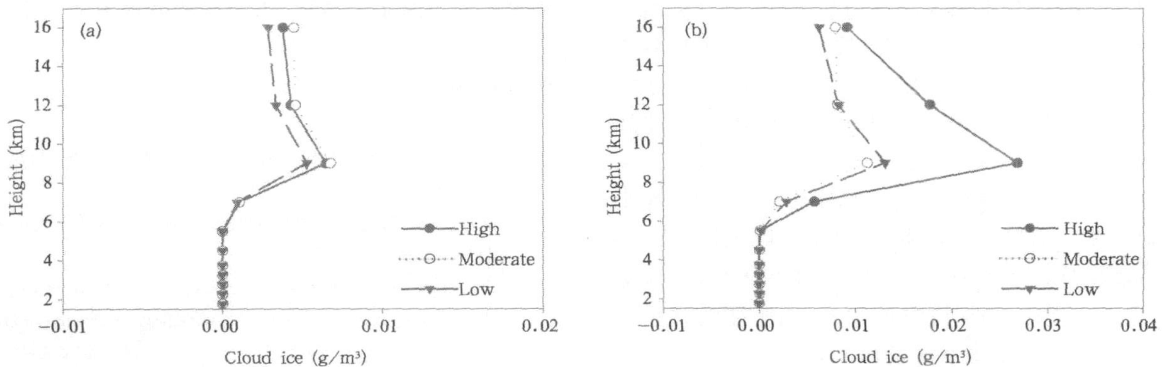 (a)
16
14
12
10
8
6
4
2
Height (km)
High
Moderate
Low
−0.01
0.00
0.01
0.02
Cloud ice (g/m³)
(b)
16
14
12
10
8
6
4
2
Height (km)
High
Moderate
Low
−0.01
0.00
0.01
0.02
0.03
0.04
Cloud ice (g/m³)